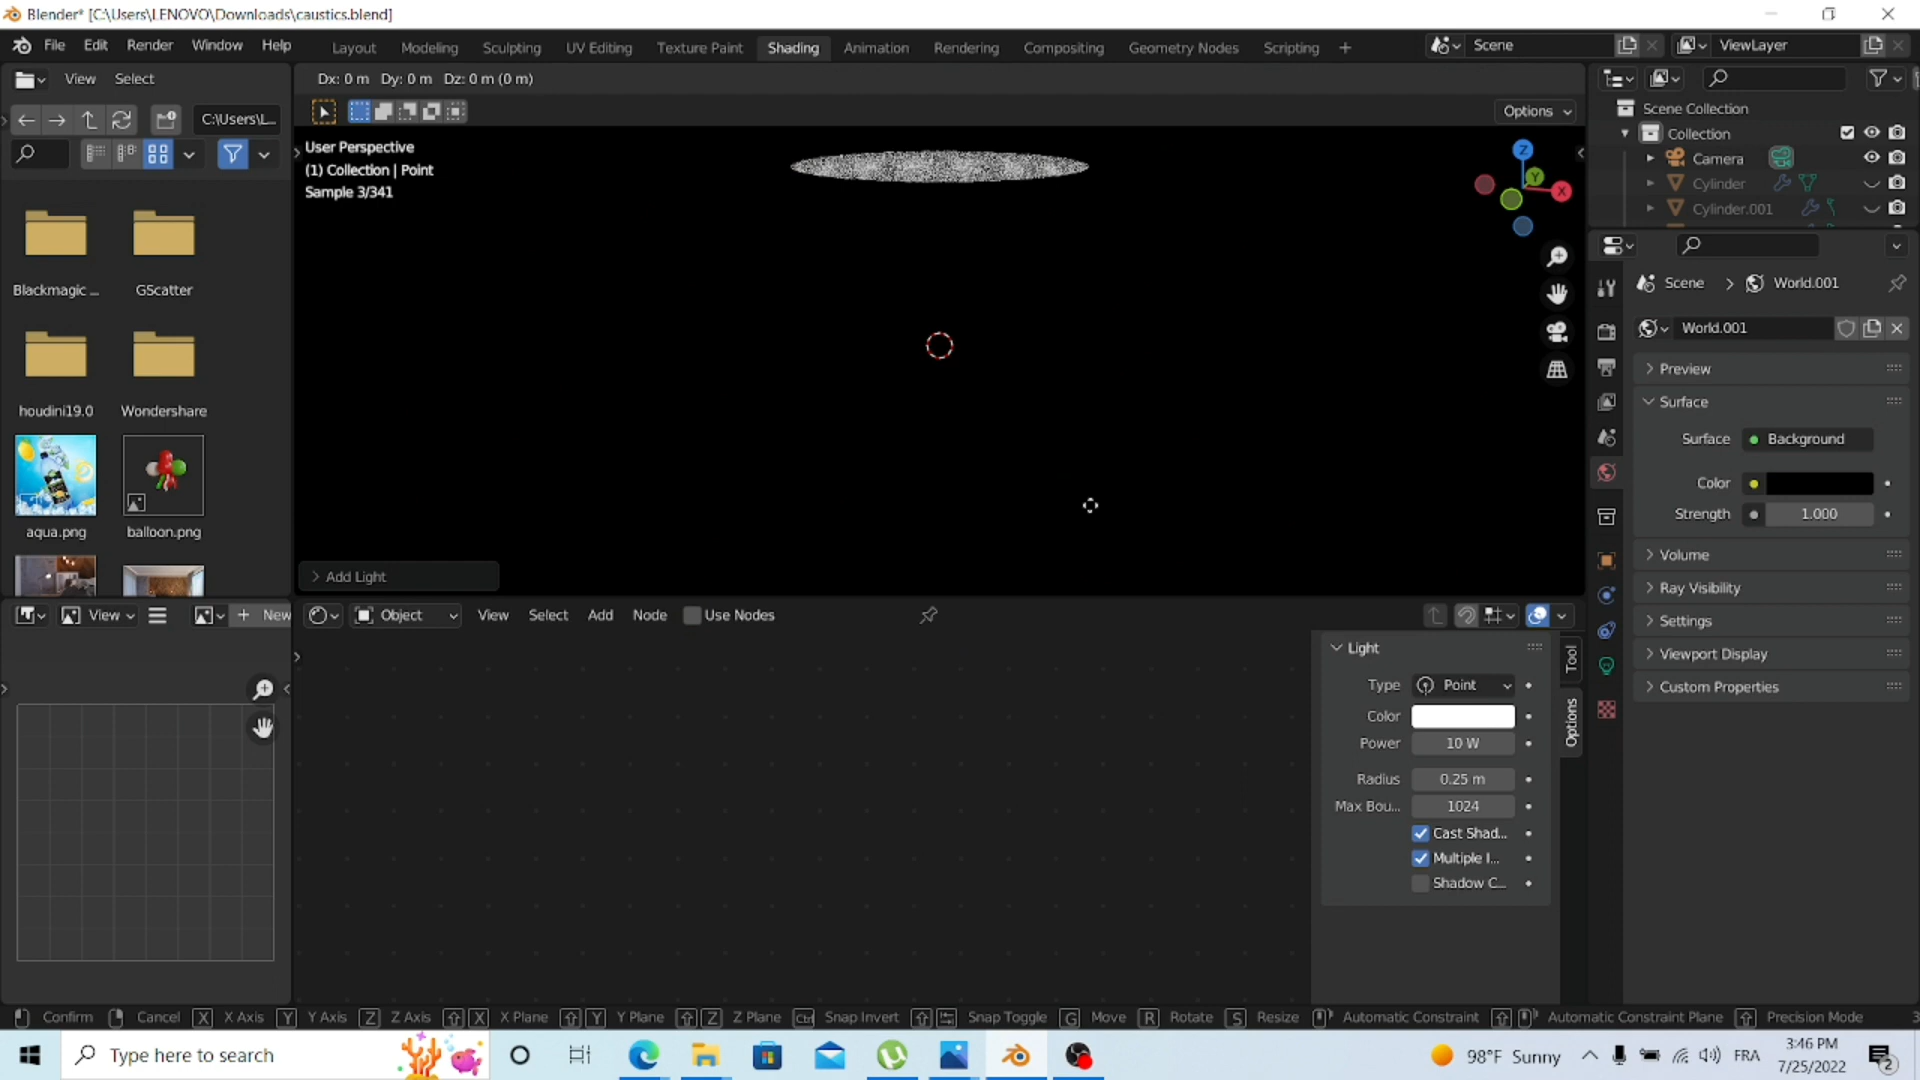 Blender* [C:\Users\LENOVO\Downloads\caustics.blend]
File Edit Render Window Help
Layout Modeling Sculpting UV Editing Texture Paint Shading Animation Rendering Compositing Geometry Nodes Scripting +
Scene
ViewLayer
View Select
C:\Users\L...
Blackmagic ...
GScatter
houdini19.0
Wondershare
aqua.png
balloon.png
Dx: 0 m Dy: 0 m Dz: 0 m (0 m)
Options
User Perspective
(1) Collection | Point
Sample 3/341
Z
Y
X
Add Light
Scene Collection
Collection
Camera
Cylinder
Cylinder.001
Scene > World.001
World.001
Preview
Surface
Surface Background
Color
Strength 1.000
Volume
Ray Visibility
Settings
Viewport Display
Custom Properties
View
+ New
Object View Select Add Node Use Nodes
Light
Type Point
Color
Power 10 W
Radius 0.25 m
Max Bou... 1024
Cast Shad...
Multiple I...
Shadow C...
Tool
Options
Confirm Cancel X X Axis Y Y Axis Z Z Axis X X Plane Y Y Plane Z Z Plane Ctrl Snap Invert Snap Toggle G Move R Rotate S Resize Automatic Constraint Automatic Constraint Plane Precision Mode 3
Type here to search
98°F Sunny
FRA
3:46 PM
7/25/2022
2